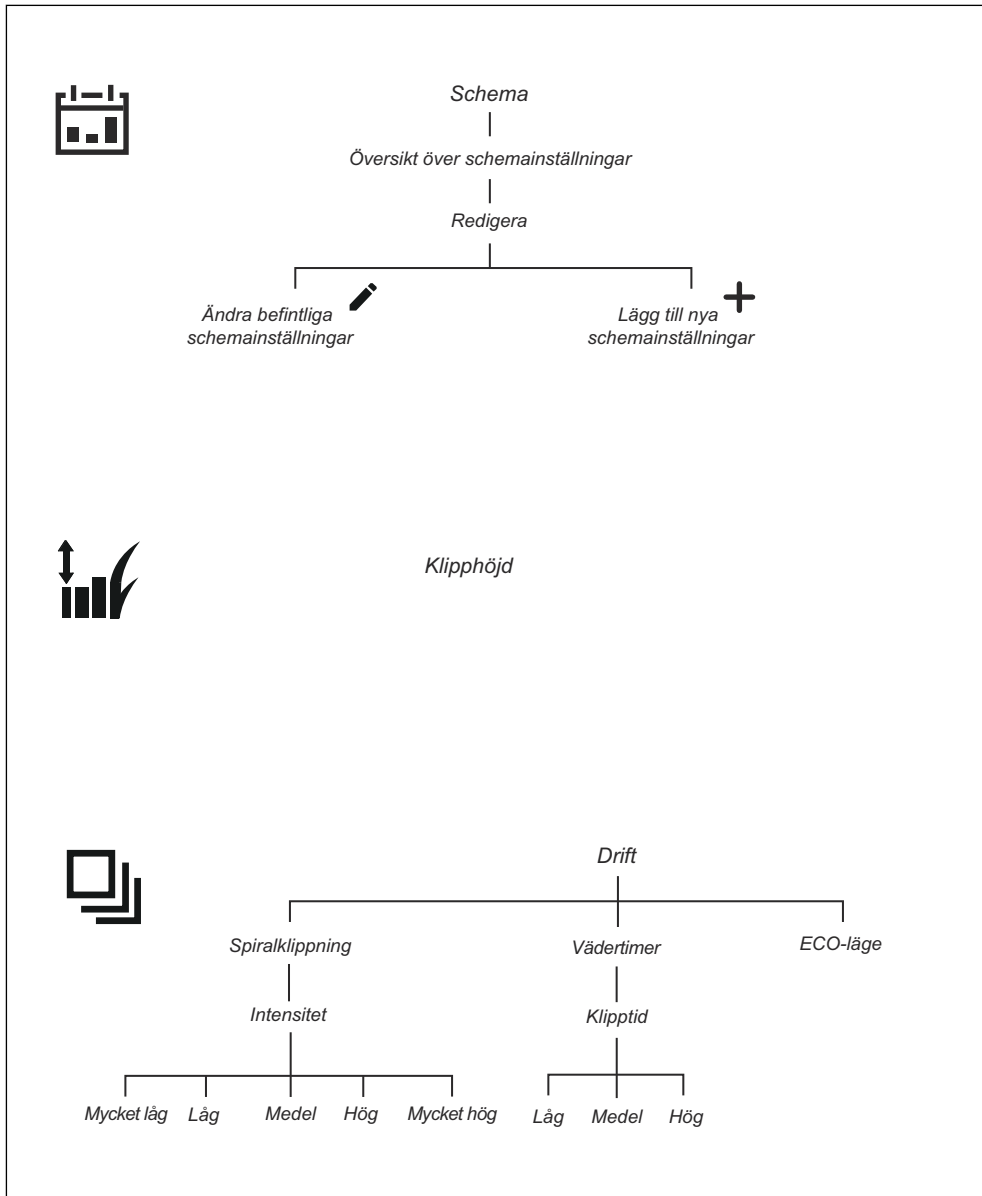 Schema
Översikt över schemainställningar
Redigera
Ändra befintliga
schemainställningar
Lägg till nya
schemainställningar
Klipphöjd
Drift
Spiralklippning
Vädertimer
ECO-läge
Intensitet
Klipptid
Mycket låg
Låg
Medel
Hög
Mycket hög
Låg
Medel
Hög